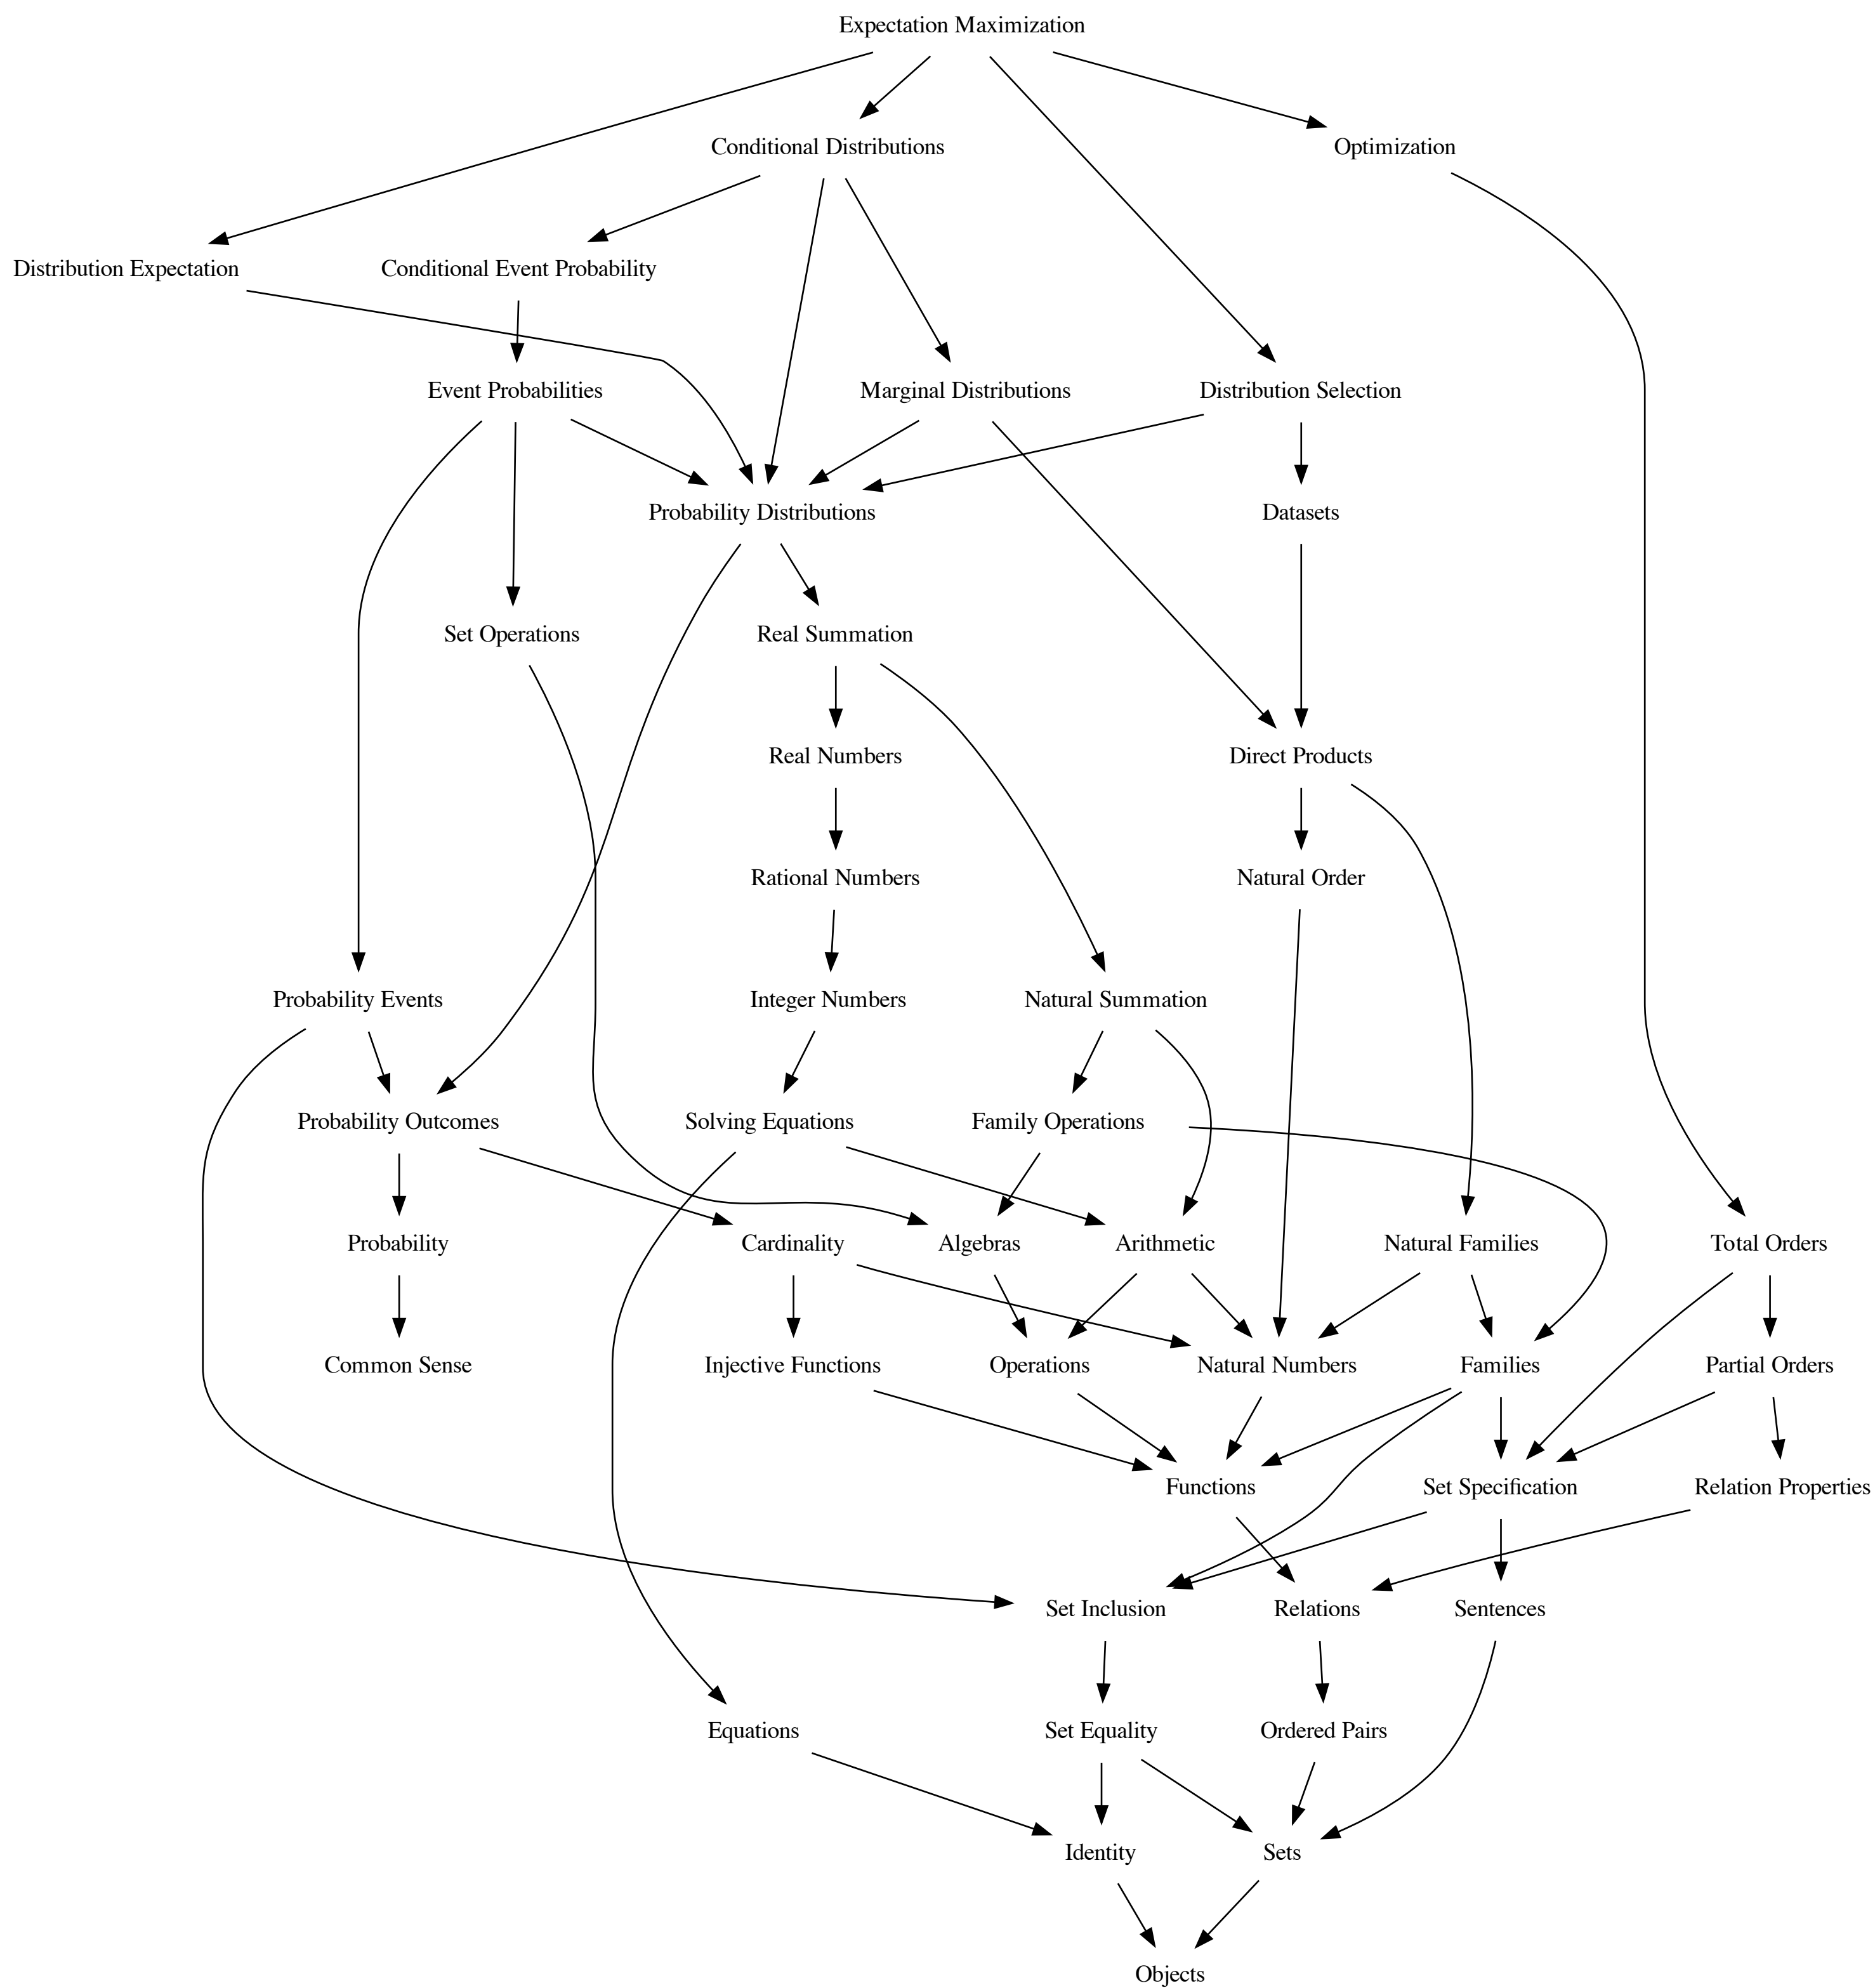 Expectation Maximization
Conditional Distributions
Optimization
Distribution Expectation
Conditional Event Probability
Event Probabilities
Marginal Distributions
Distribution Selection
Probability Distributions
Datasets
Set Operations
Real Summation
Real Numbers
Direct Products
Rational Numbers
Natural Order
Probability Events
Integer Numbers
Natural Summation
Probability Outcomes
Solving Equations
Family Operations
Probability
Cardinality
Algebras
Arithmetic
Natural Families
Total Orders
Common Sense
Injective Functions
Operations
Natural Numbers
Families
Partial Orders
Functions
Set Specification
Relation Properties
Set Inclusion
Relations
Sentences
Equations
Set Equality
Ordered Pairs
Identity
Sets
Objects